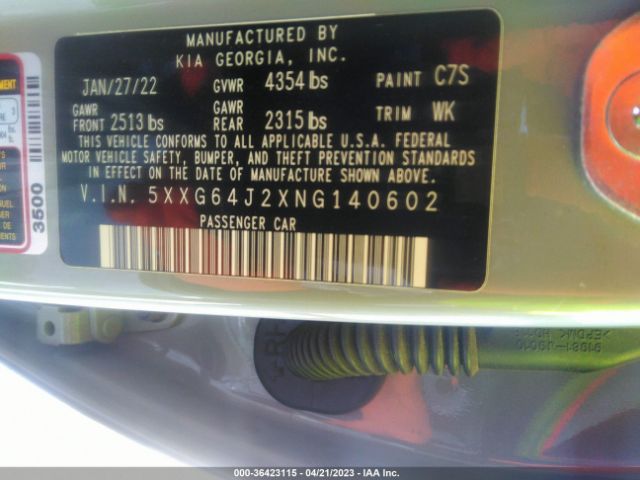 MANUFACTURED BY
KIA GEORGIA, INC.
JAN/27/22 GVWR 4354 lbs PAINT C7S
GAWR FRONT 2513 lbs GAWR REAR 2315 lbs TRIM WK
THIS VEHICLE CONFORMS TO ALL APPLICABLE U.S.A. FEDERAL
MOTOR VEHICLE SAFETY, BUMPER, AND THEFT PREVENTION STANDARDS
IN EFFECT ON THE DATE OF MANUFACTURE SHOWN ABOVE.
V.I.N. 5XXG64J2XNG140602
PASSENGER CAR
3500
000-36423115 - 04/21/2023 - IAA Inc.